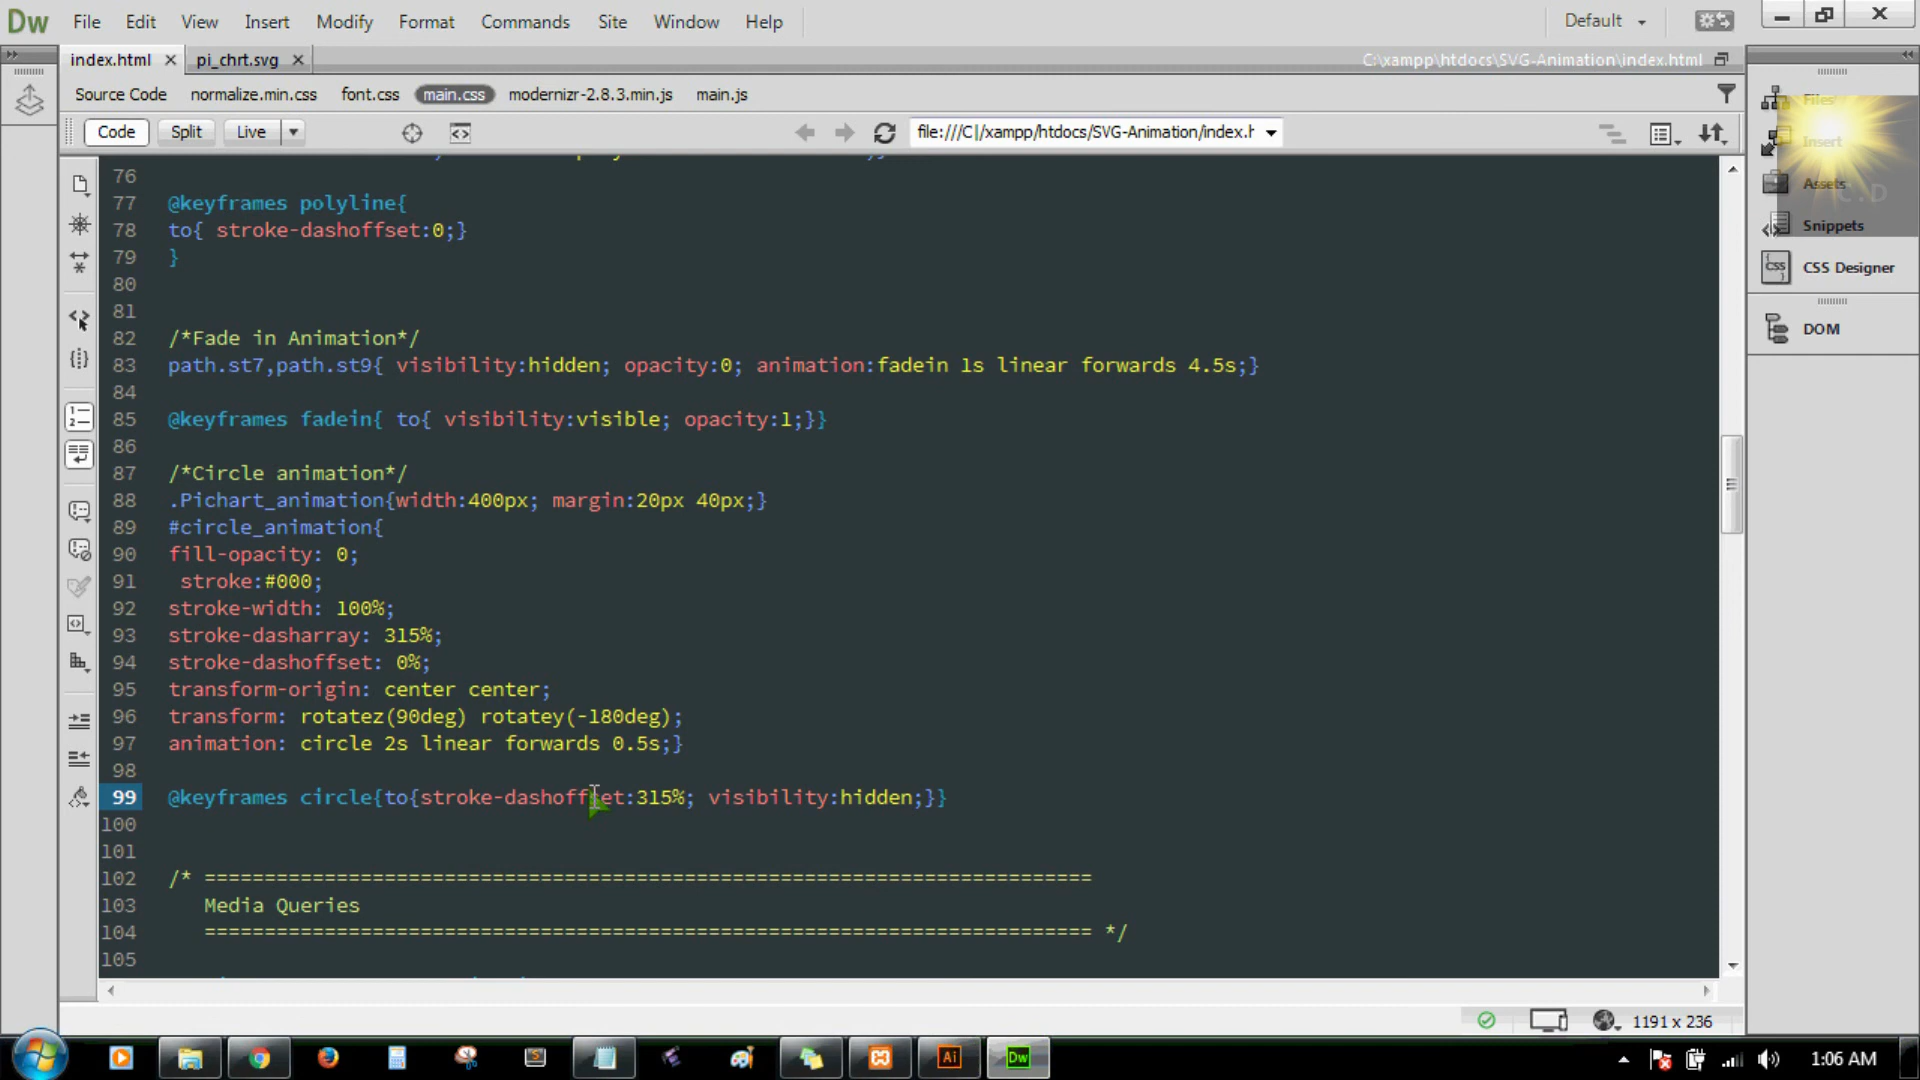 Dw File Edit View Insert Modify Format Commands Site Window Help Default
index.html pi_chrt.svg C:\xampp\htdocs\SVG-Animation\index.html
Source Code normalize.min.css font.css main.css modernizr-2.8.3.min.js main.js
Code Split Live file:///C|/xampp/htdocs/SVG-Animation/index.h
Files
Insert
Assets
C.D
Snippets
CSS Designer
DOM
76
77 @keyframes polyline{
78 to{ stroke-dashoffset:0;}
79 }
80
81
82 /*Fade in Animation*/
83 path.st7,path.st9{ visibility:hidden; opacity:0; animation:fadein 1s linear forwards 4.5s;}
84
85 @keyframes fadein{ to{ visibility:visible; opacity:1;}}
86
87 /*Circle animation*/
88 .Pichart_animation{width:400px; margin:20px 40px;}
89 #circle_animation{
90 fill-opacity: 0;
91 stroke:#000;
92 stroke-width: 100%;
93 stroke-dasharray: 315%;
94 stroke-dashoffset: 0%;
95 transform-origin: center center;
96 transform: rotatez(90deg) rotatey(-180deg);
97 animation: circle 2s linear forwards 0.5s;}
98
99 @keyframes circle{to{stroke-dashoffset:315%; visibility:hidden;}}
100
101
102 /* ==========================================================================
103 Media Queries
104 ========================================================================== */
105
1191 x 236
Ai Dw 1:06 AM